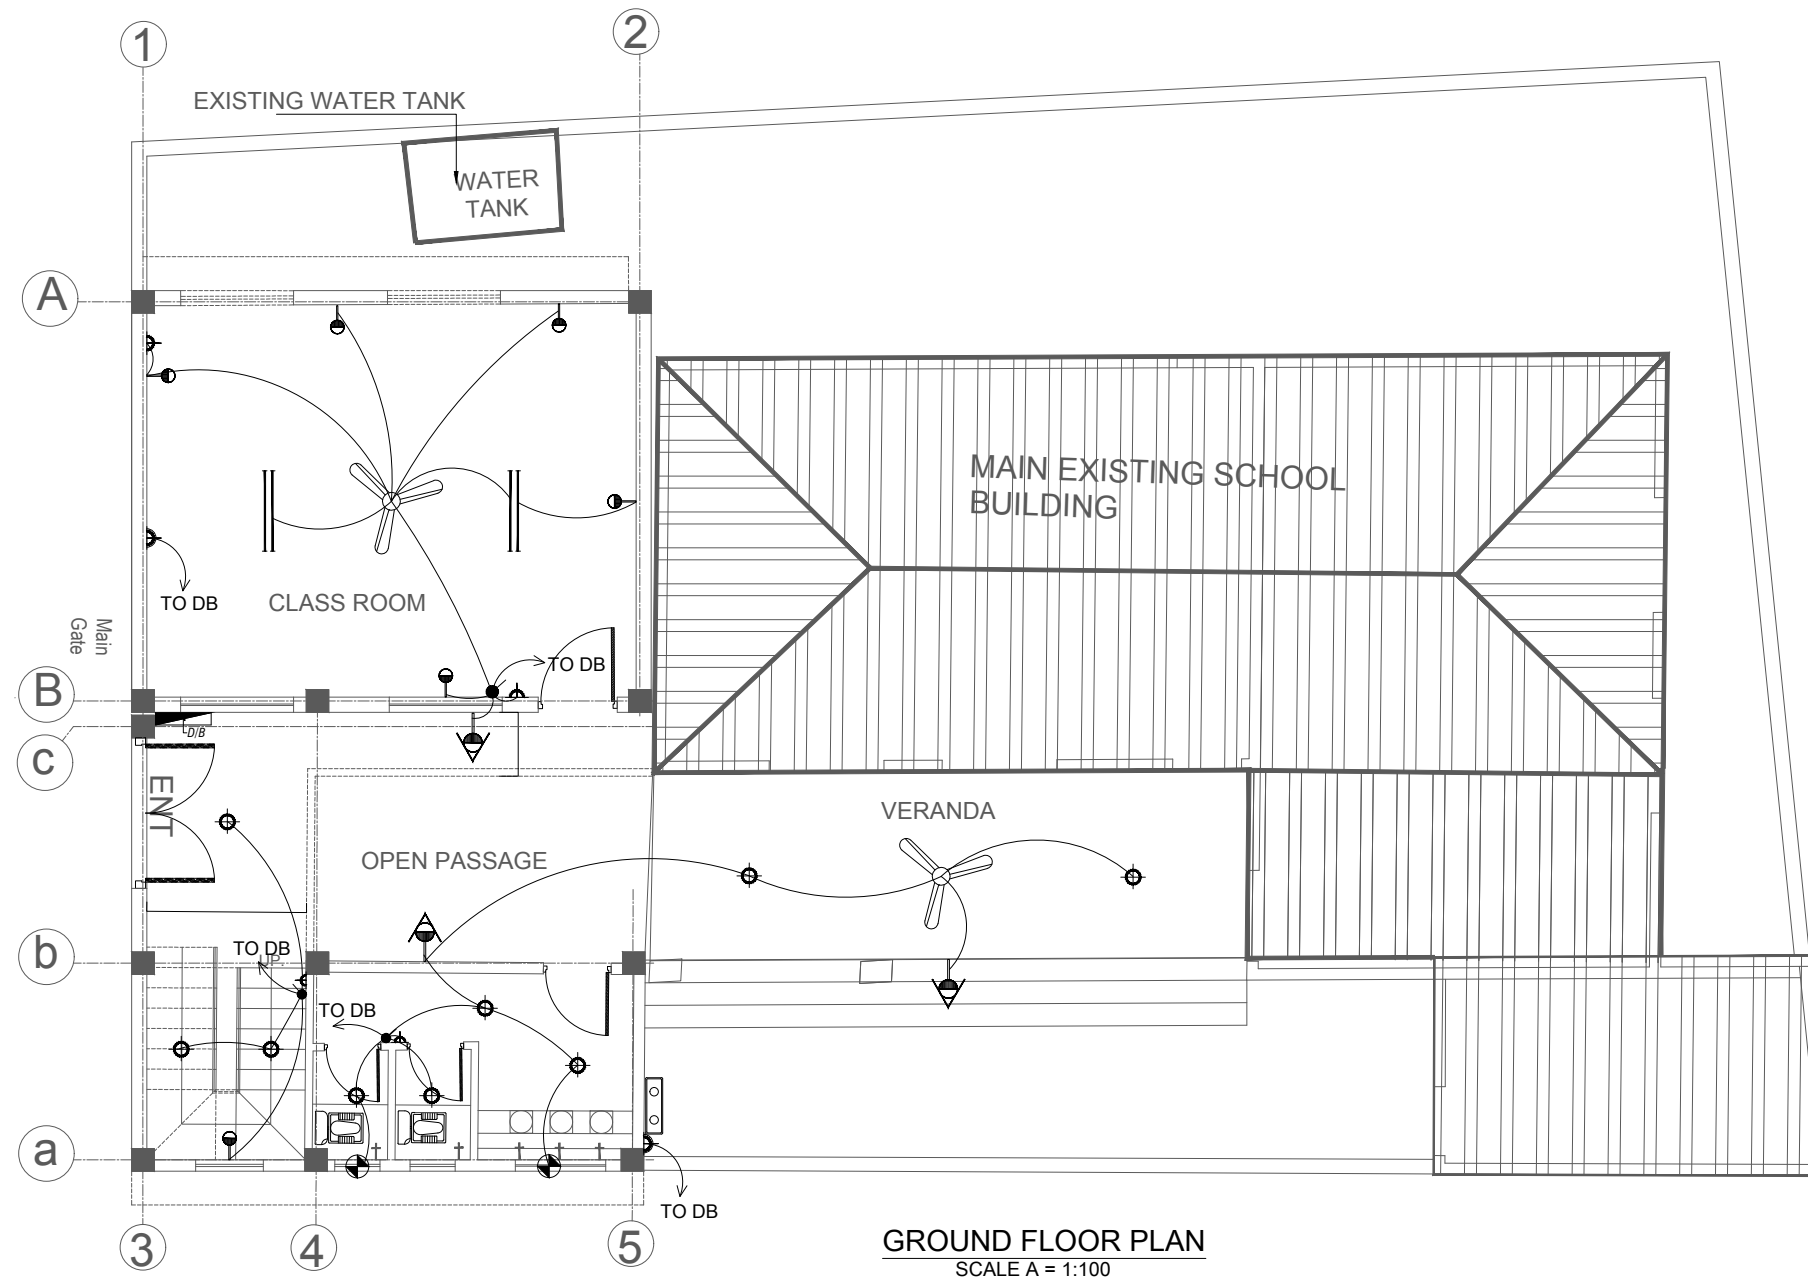 1
2
EXISTING WATER TANK
WATER
TANK
A
MAIN EXISTING SCHOOL
BUILDING
TO DB
CLASS ROOM
Main
Gate
TO DB
B
D/B
c
ENT
VERANDA
OPEN PASSAGE
b
TO DB
UP.
TO DB
a
TO DB
3
4
5
GROUND FLOOR PLAN
SCALE A = 1:100